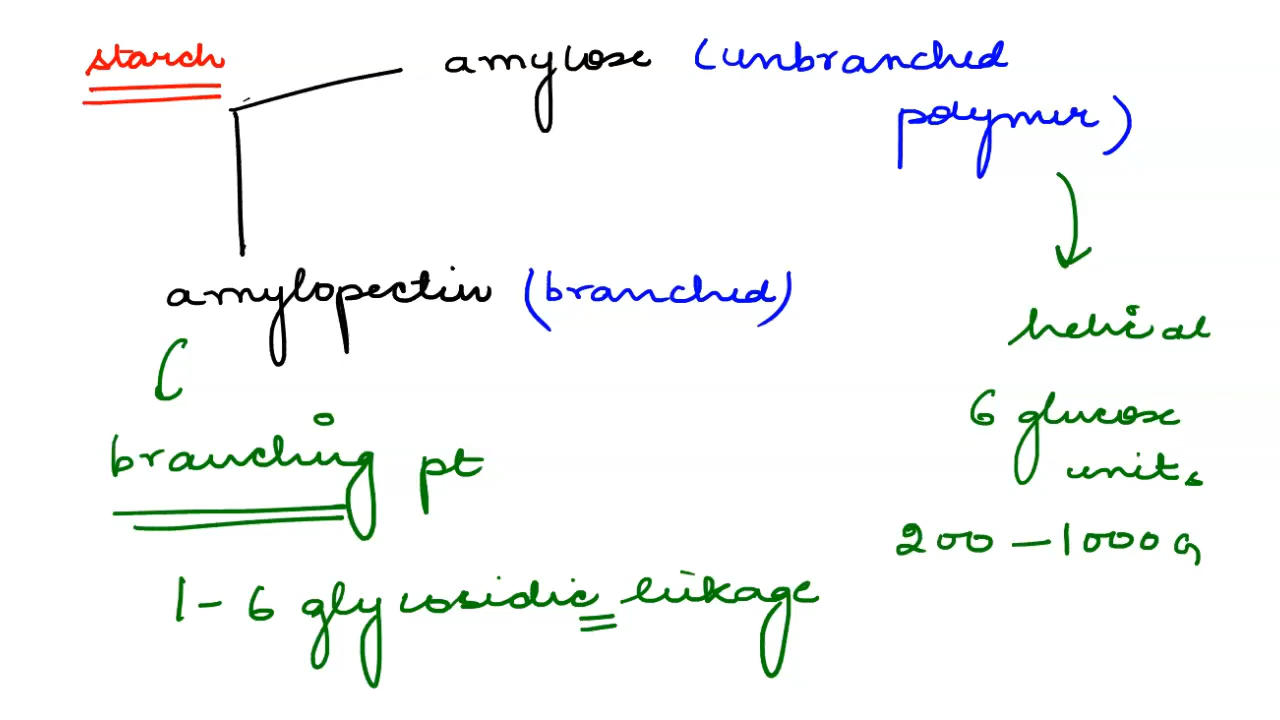 starch
amylose (unbranched
polymer)
amylopectin (branched)
helical
6 glucose
units
branching pt
200 - 1000 G
1-6 glycosidic linkage